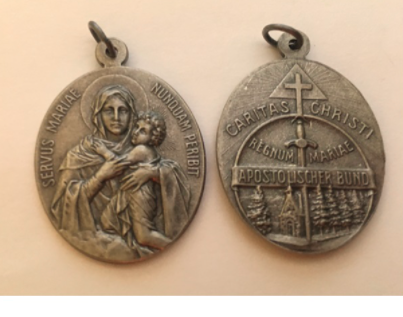 SERVUS MARIAE
NUNQUAM PERIBIT
CARITAS CHRISTI
REGNUM MARIAE
APOSTOLISCHER BUND